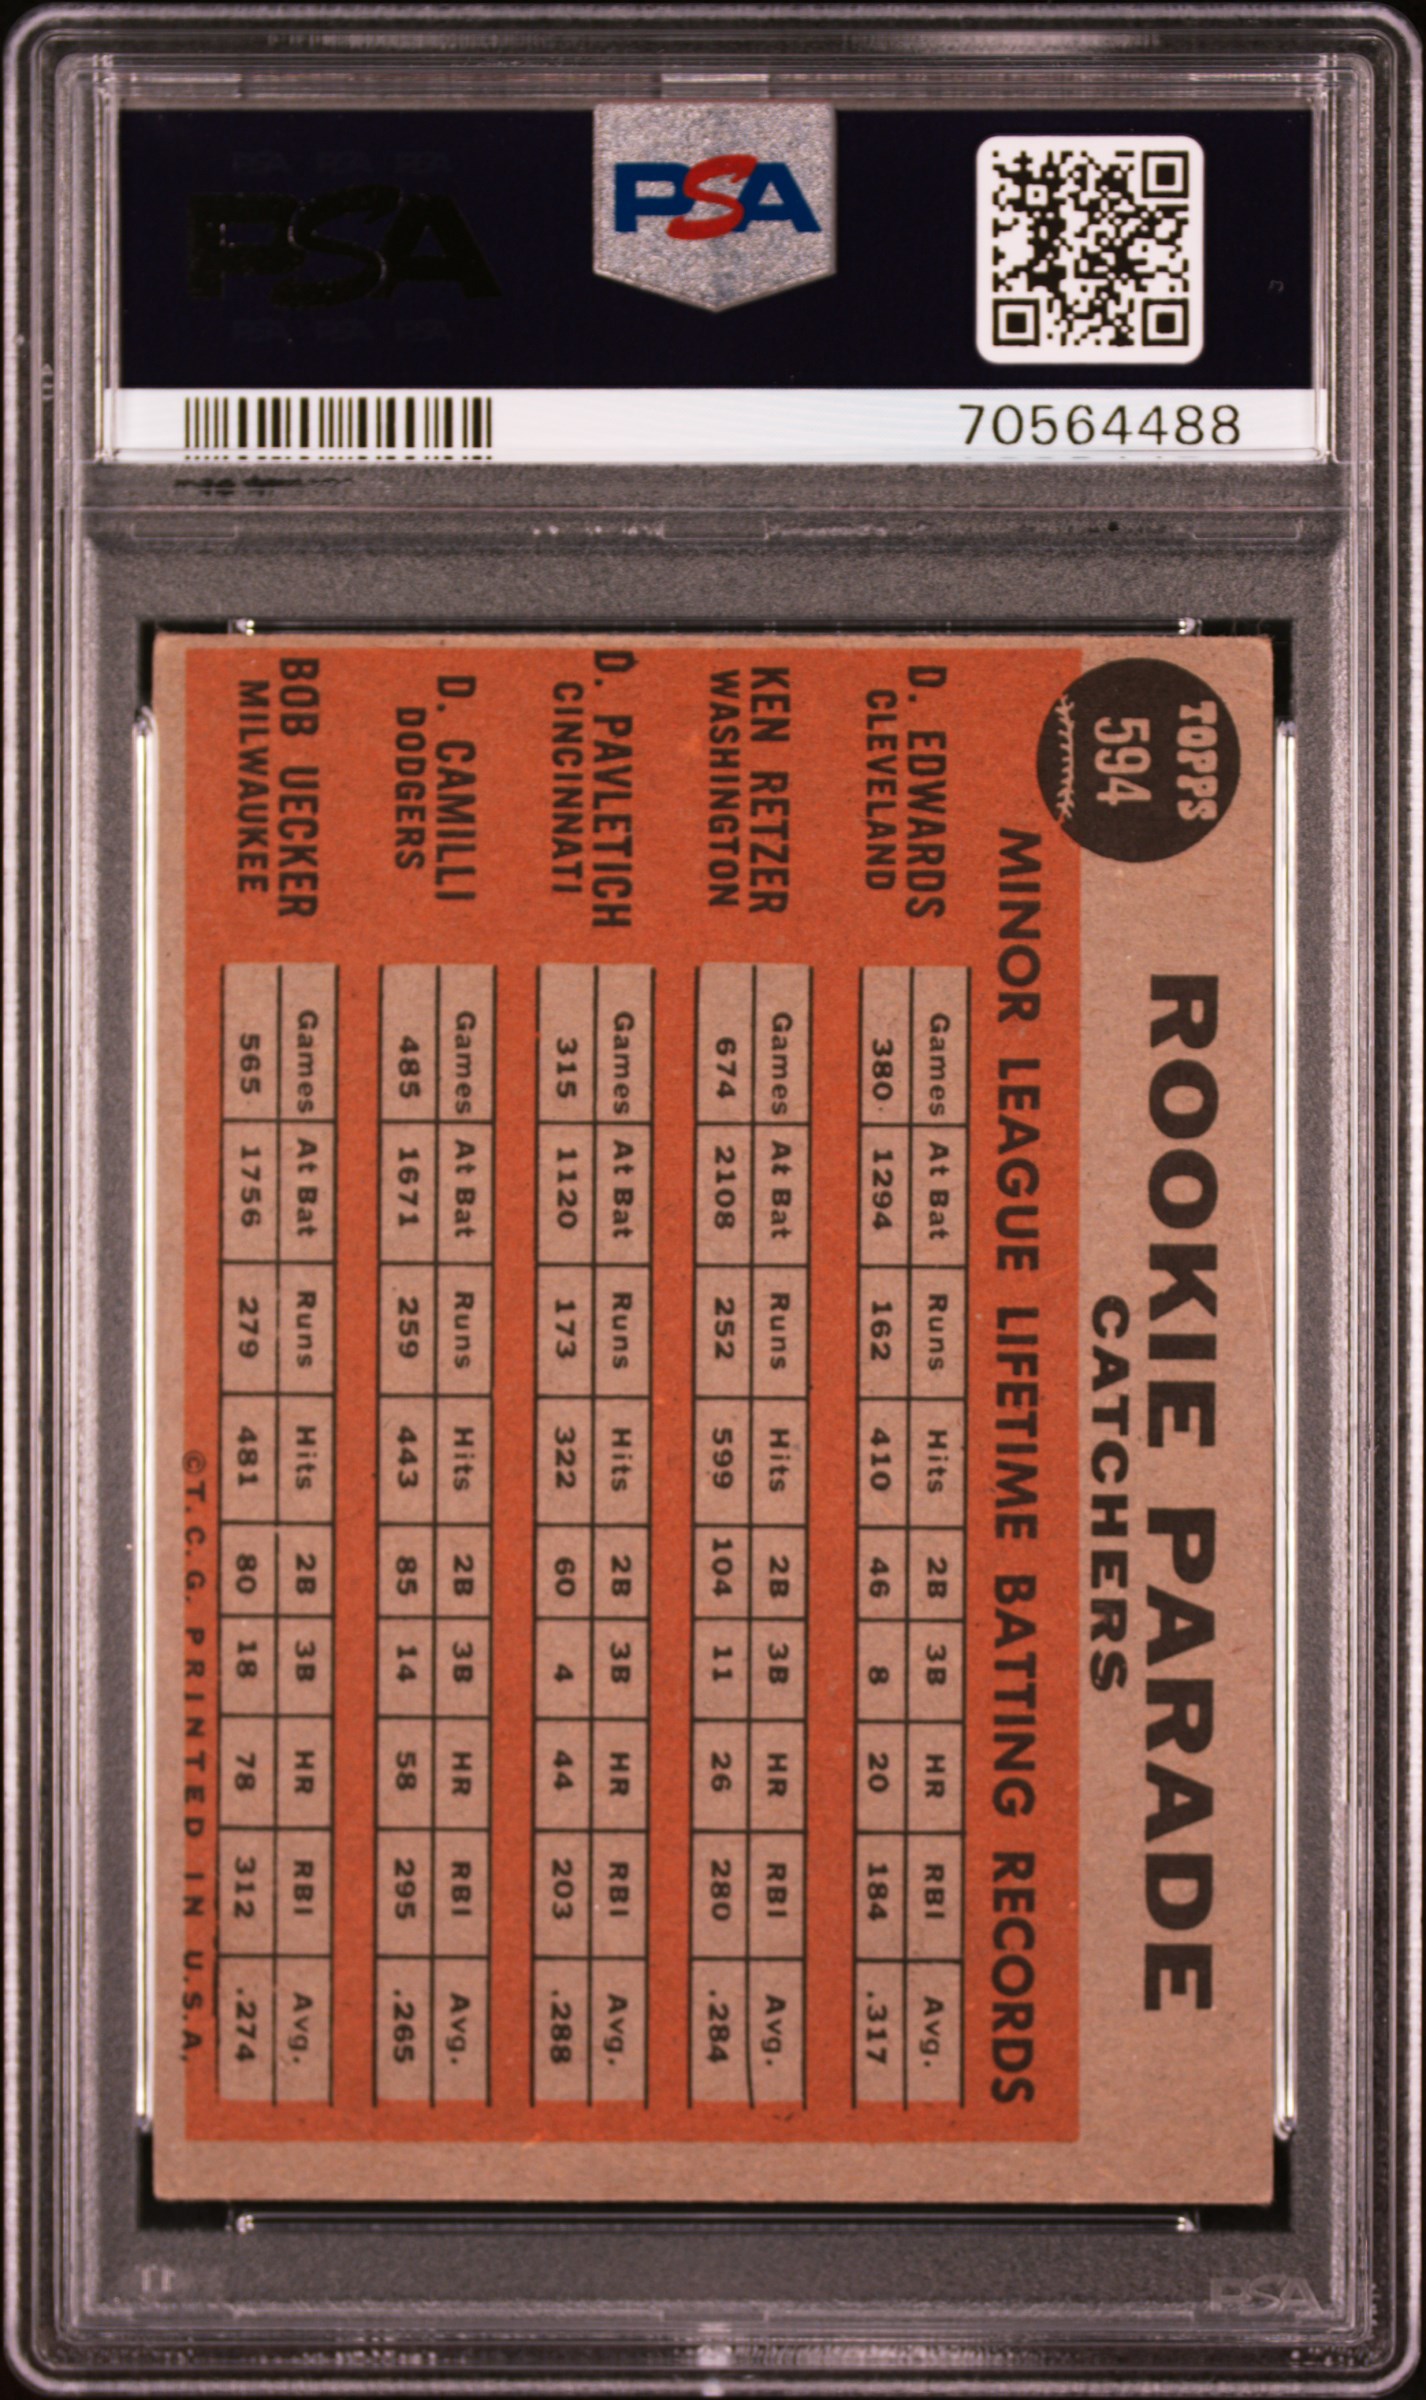 PSA
PSA
70564488
TOPPS
594
ROOKIE PARADE
CATCHERS
MINOR LEAGUE LIFETIME BATTING RECORDS
D. EDWARDS
CLEVELAND
Games At Bat Runs Hits 2B 3B HR RBI Avg.
380 1294 162 410 46 8 20 184 .317
KEN RETZER
WASHINGTON
Games At Bat Runs Hits 2B 3B HR RBI Avg.
674 2108 252 599 104 11 26 280 .284
D. PAVLETICH
CINCINNATI
Games At Bat Runs Hits 2B 3B HR RBI Avg.
315 1120 173 322 60 4 44 203 .288
D. CAMILLI
DODGERS
Games At Bat Runs Hits 2B 3B HR RBI Avg.
485 1671 259 443 85 14 58 295 .265
BOB UECKER
MILWAUKEE
Games At Bat Runs Hits 2B 3B HR RBI Avg.
565 1756 279 481 80 18 78 312 .274
©T.C.G. PRINTED IN U.S.A.
PSA